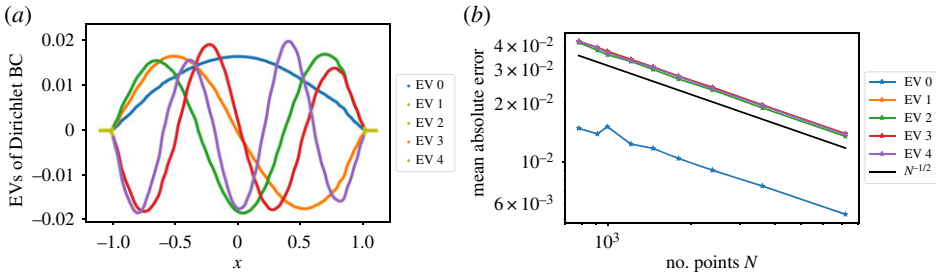 (a)
EVs of Dirichlet BC
0.02
0.01
0
−0.01
−0.02
−1.0 −0.5 0 0.5 1.0
x
EV 0
EV 1
EV 2
EV 3
EV 4
(b)
mean absolute error
4 × 10⁻²
3 × 10⁻²
2 × 10⁻²
10⁻²
6 × 10⁻³
10³
no. points N
EV 0
EV 1
EV 2
EV 3
EV 4
N⁻¹/²